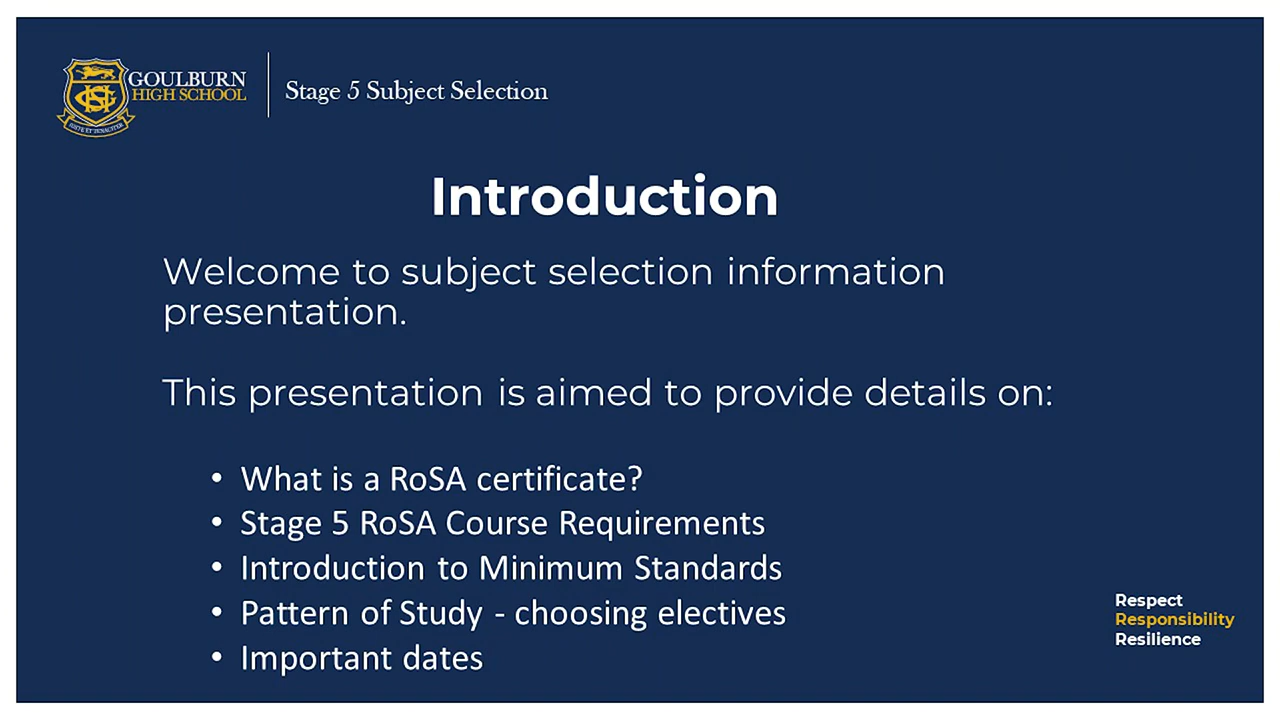 GOULBURN
HIGH SCHOOL
Stage 5 Subject Selection
Introduction
Welcome to subject selection information
presentation.
This presentation is aimed to provide details on:
• What is a RoSA certificate?
• Stage 5 RoSA Course Requirements
• Introduction to Minimum Standards
• Pattern of Study - choosing electives
• Important dates
Respect
Responsibility
Resilience